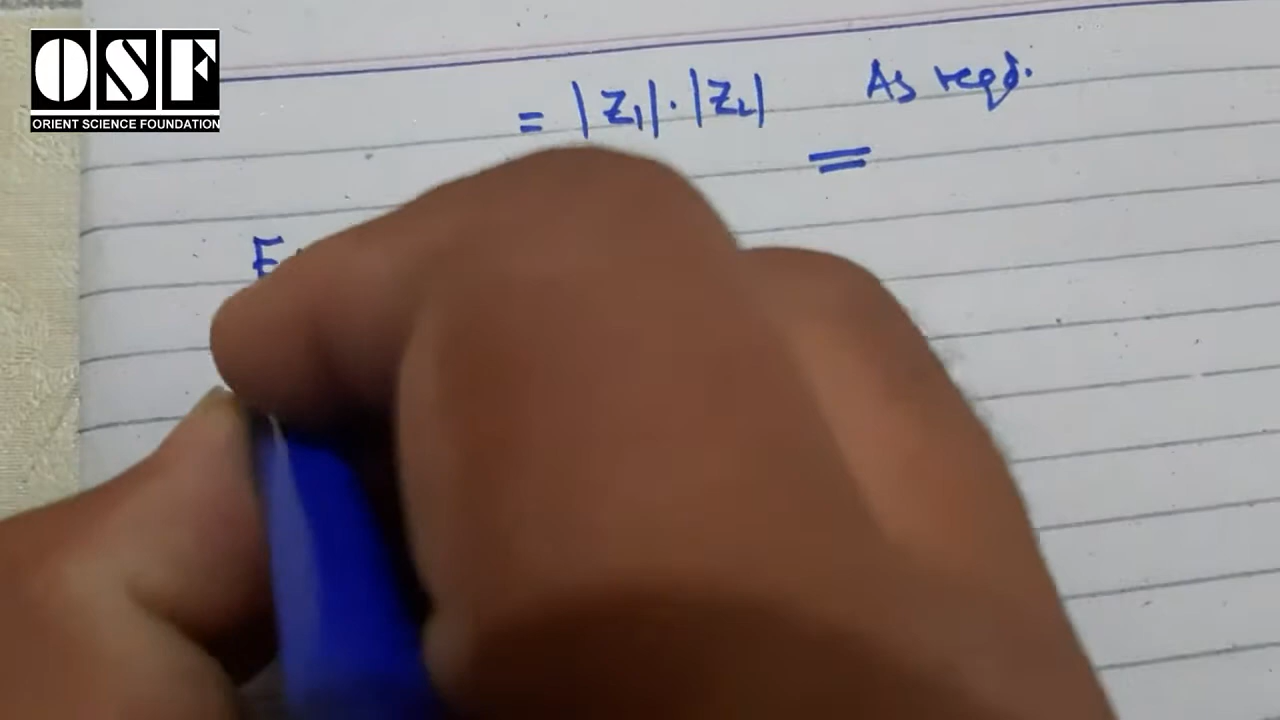 OSF
ORIENT SCIENCE FOUNDATION
= |Z₁|·|Z₂| As reqd.